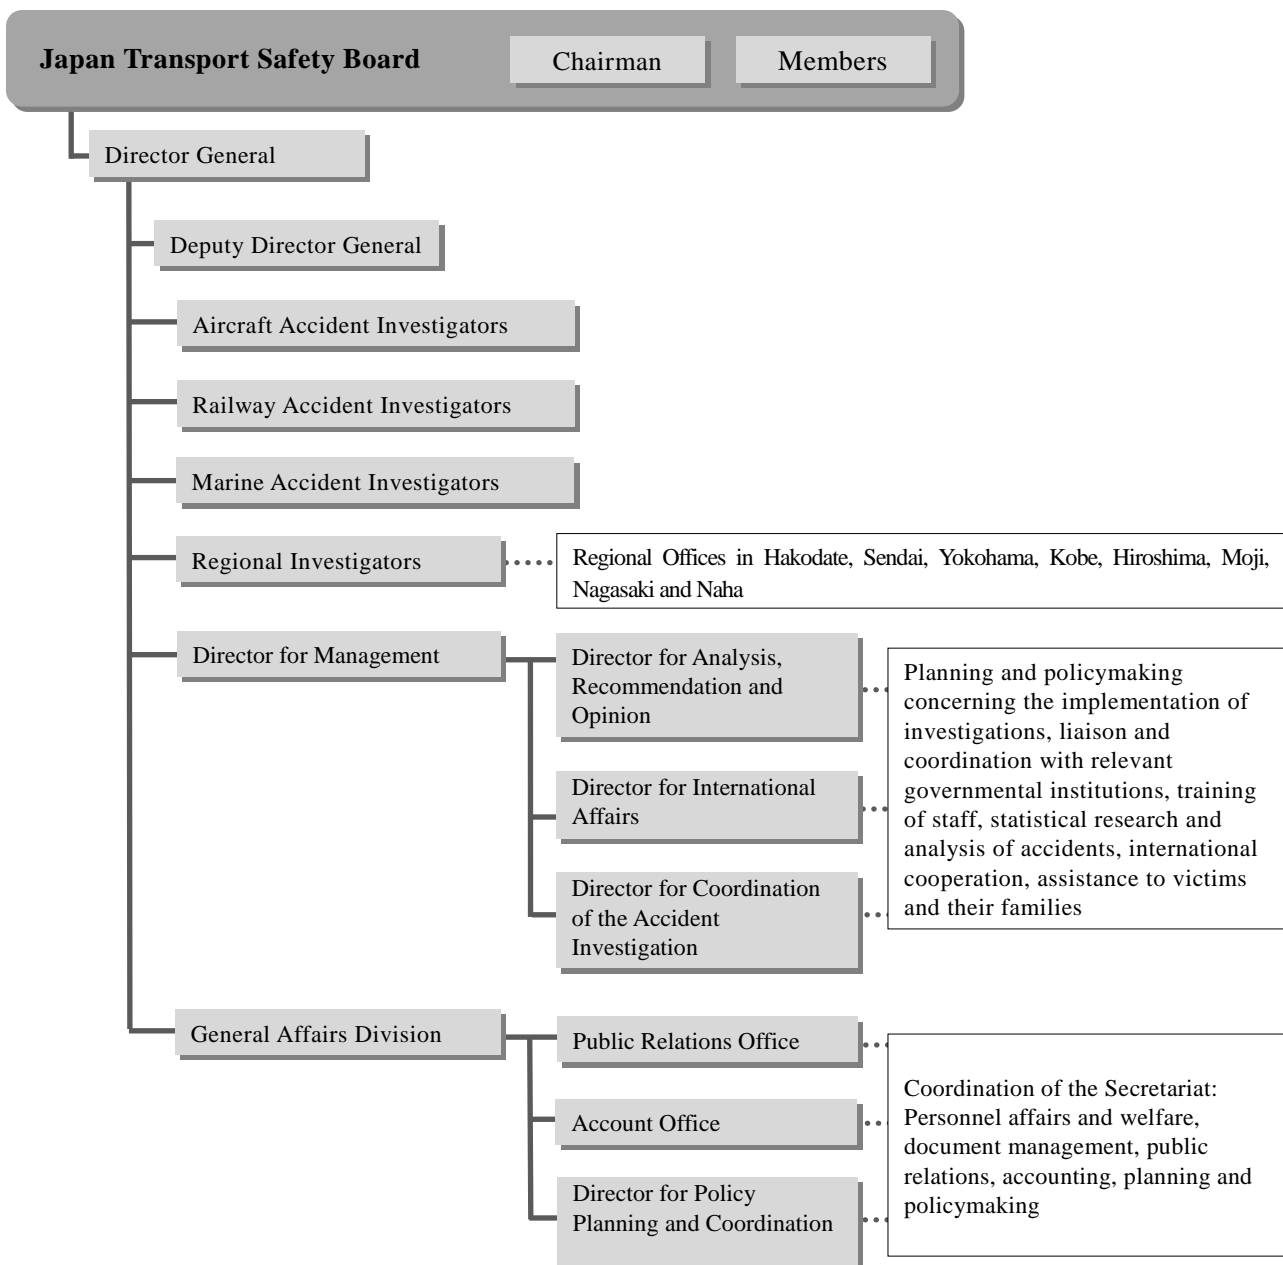 Japan Transport Safety Board
Chairman
Members
Director General
Deputy Director General
Aircraft Accident Investigators
Railway Accident Investigators
Marine Accident Investigators
Regional Investigators
Regional Offices in Hakodate, Sendai, Yokohama, Kobe, Hiroshima, Moji,
Nagasaki and Naha
Director for Management
Director for Analysis,
Recommendation and
Opinion
Director for International
Affairs
Director for Coordination
of the Accident
Investigation
Planning and policymaking
concerning the implementation of
investigations, liaison and
coordination with relevant
governmental institutions, training
of staff, statistical research and
analysis of accidents, international
cooperation, assistance to victims
and their families
General Affairs Division
Public Relations Office
Account Office
Director for Policy
Planning and Coordination
Coordination of the Secretariat:
Personnel affairs and welfare,
document management, public
relations, accounting, planning and
policymaking